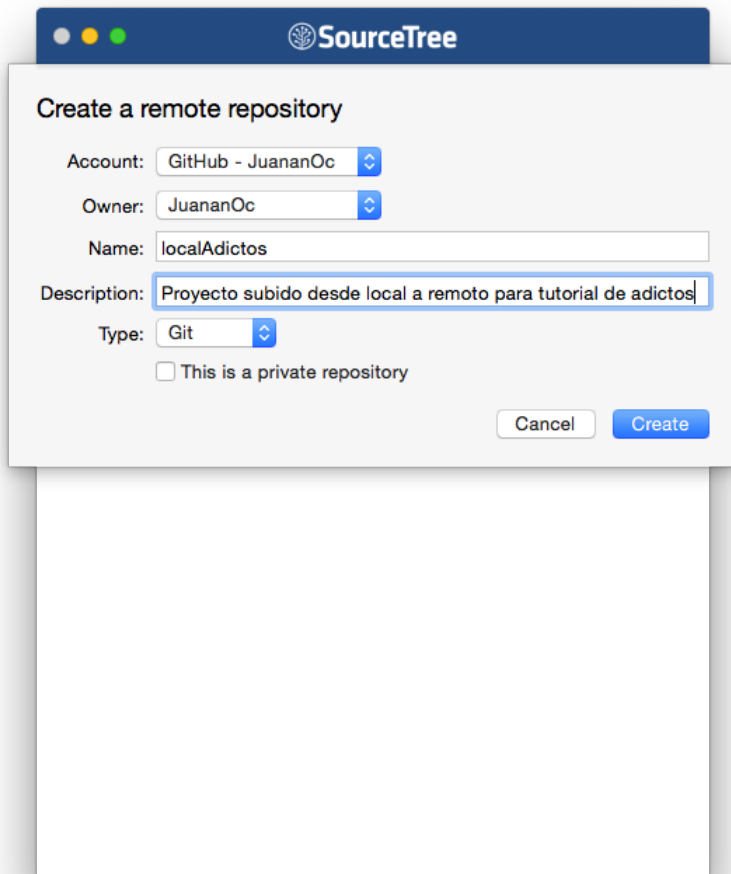 SourceTree
Create a remote repository
Account: GitHub - JuananOc
Owner: JuananOc
Name: localAdictos
Description: Proyecto subido desde local a remoto para tutorial de adictos
Type: Git
This is a private repository
Cancel Create